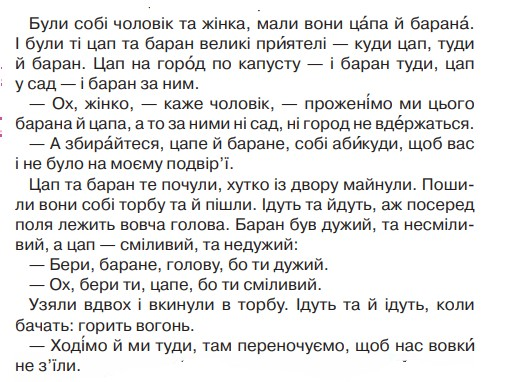 Були собі чоловік та жінка, мали вони ца́па й барана́.
І були ті цап та баран великі при́ятелі — куди цап, туди
й баран. Цап на горо́д по капусту — і баран туди, цап
у сад — і баран за ним.
— Ох, жінко, — каже чоловік, — прожені́мо ми цього
барана й цапа, а то за ними ні сад, ні город не вде́ржаться.
— А збира́йтеся, цапе й баране, собі аби́куди, щоб вас
і не було на моєму подвір’ї.
Цап та баран те почули, хутко із двору майнули. Поши-
ли вони собі торбу та й пішли. Ідуть та йдуть, аж посеред
поля лежить вовча голова. Баран був дужий, та несміли-
вий, а цап — сміливий, та недужий:
— Бери, баране, голову, бо ти дужий.
— Ох, бери ти, цапе, бо ти сміливий.
Узяли вдвох і вкинули в торбу. Ідуть та й ідуть, коли
бачать: горить вогонь.
— Ході́мо й ми туди, там переночуємо, щоб нас вовки́
не з’їли.